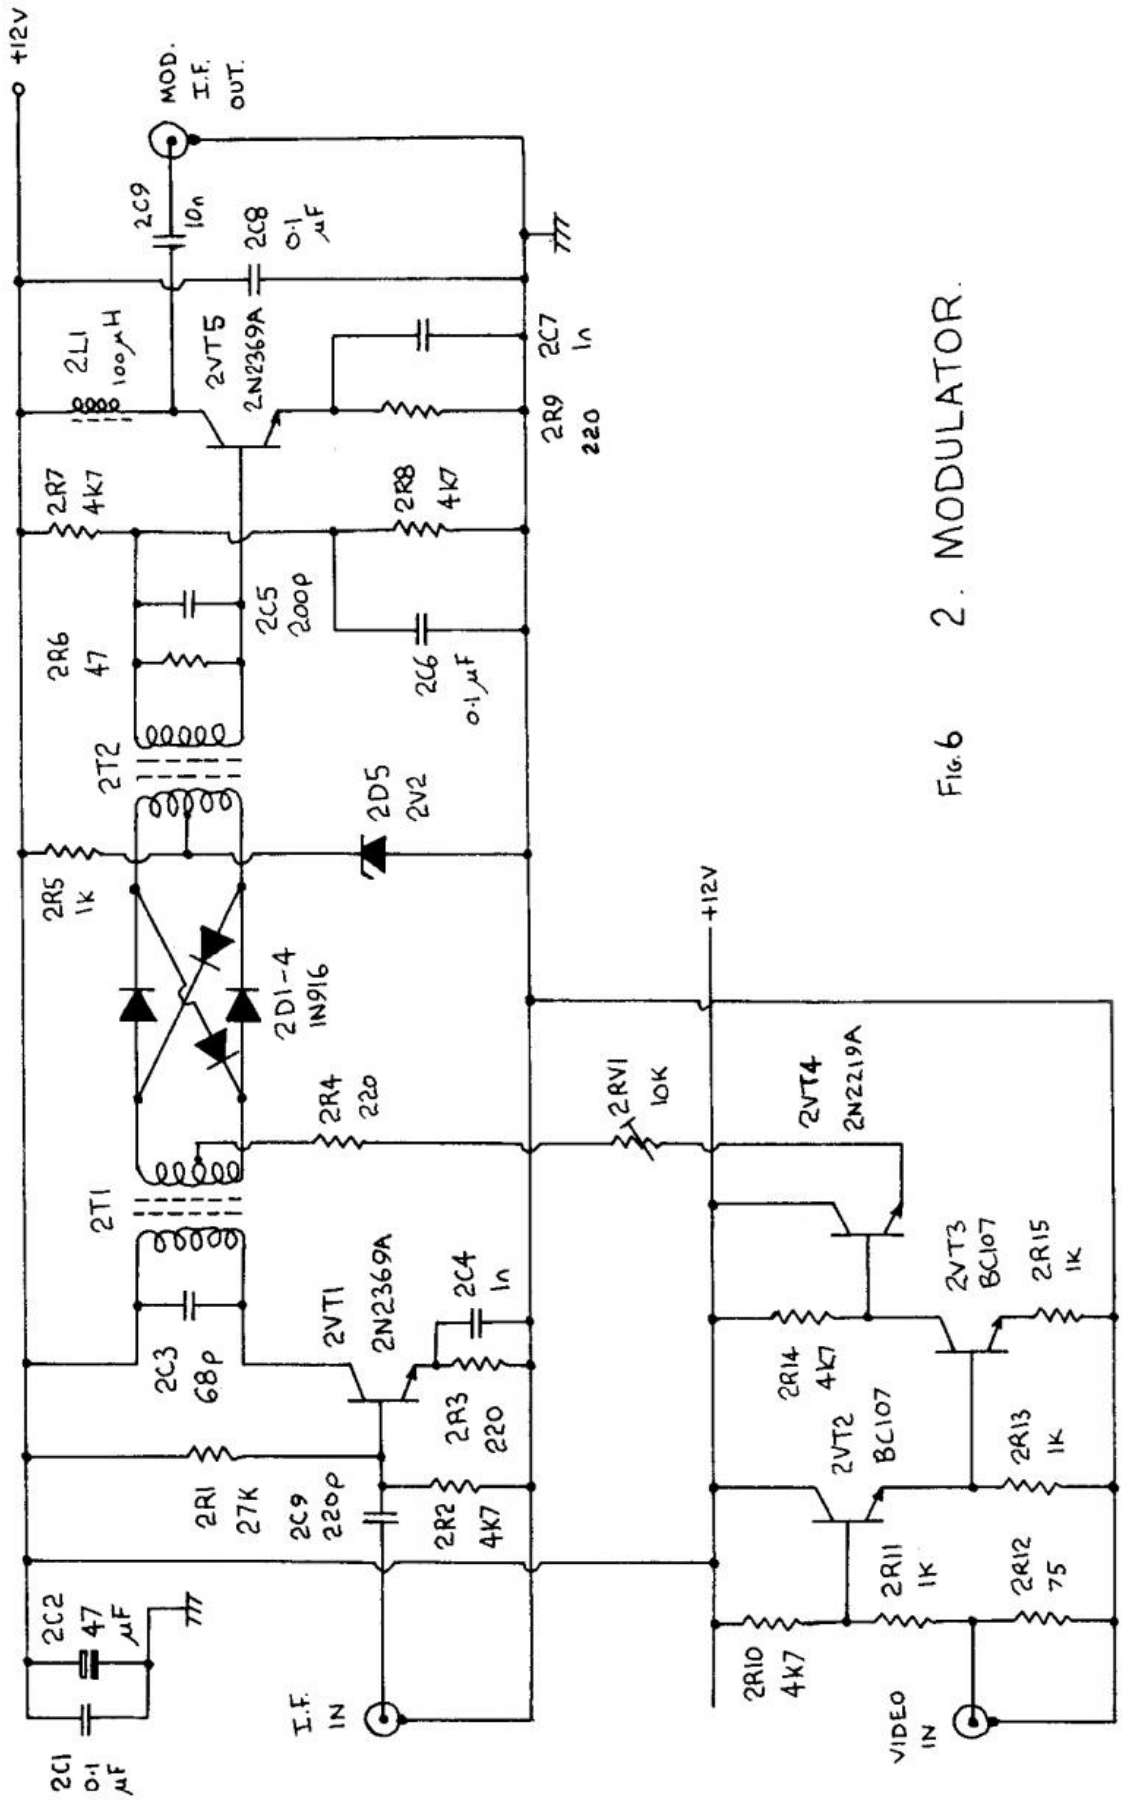 +12V
MOD.
I.F.
OUT.
2C9
10n
2C8
0.1
µF
2L1
100µH
2VT5
2N2369A
2C7
1n
2R9
220
2R7
4K7
2R8
4K7
2C5
200p
2C6
0.1µF
2R6
47
2T2
2D5
2V2
2R5
1K
2D1-4
1N916
2R4
220
2T1
2C3
68p
2VT1
2N2369A
2C4
1n
2R3
220
2R1
27K
2C9
220p
2R2
4K7
2C2
47
µF
2C1
0.1
µF
I.F.
IN
+12V
2RV1
10K
2VT4
2N2219A
2VT3
BC107
2R15
1K
2R14
4K7
2VT2
BC107
2R13
1K
2R11
1K
2R12
75
2R10
4K7
VIDEO
IN
FIG.6 2. MODULATOR.